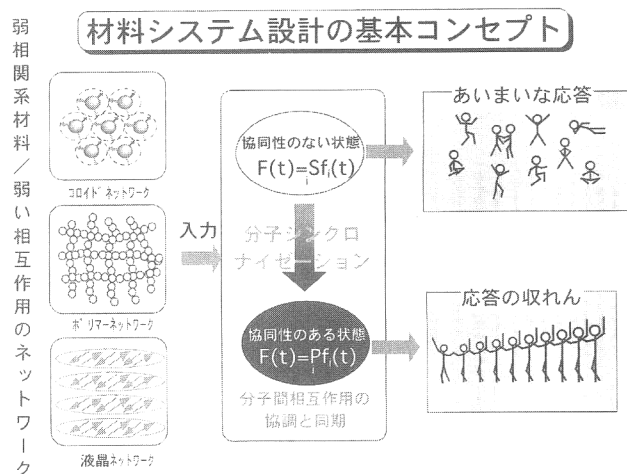 材料システム設計の基本コンセプト
弱相関系材料／弱い相互作用のネットワーク
コロイドネットワーク
ポリマーネットワーク
液晶ネットワーク
入力
協同性のない状態
F(t)=Sfi(t)
i
分子シンクロ
ナイゼーション
協同性のある状態
F(t)=Pf(t)
i
分子間相互作用の
協調と同期
あいまいな応答
応答の収れん